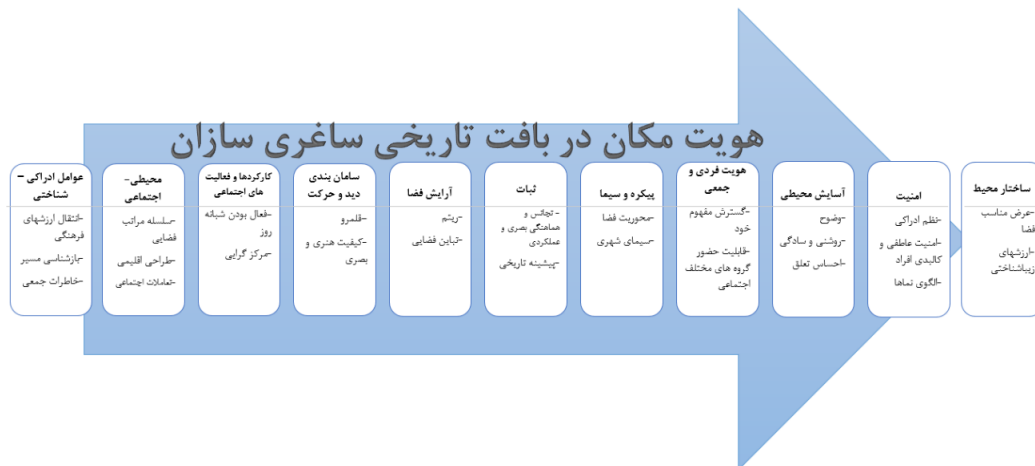 هویت مکان در بافت تاریخی ساغری سازان
ساختار محیط
-عرض مناسب
فضا
-ارزشهای
زیباشناختی
امنیت
-نظم ادراکی
-امنیت عاطفی و
کالبدی افراد
-الگوی نماها
آسایش محیطی
-وضوح
-روشنی و سادگی
-احساس تعلق
هویت فردی و
جمعی
-گسترش مفهوم
خود
-قابلیت حضور
گروه های مختلف
اجتماعی
پیکره و سیما
-محوریت فضا
-سیمای شهری
ثبات
- تجانس و
هماهنگی بصری و
عملکردی
-پیشینه تاریخی
آرایش فضا
-ریتم
-تباین فضایی
سامان بندی
دید و حرکت
-قلمرو
-کیفیت هنری و
بصری
کارکردها و فعالیت
های اجتماعی
-فعال بودن شبانه
روز
-مرکز گرایی
محیطی-
اجتماعی
-سلسله مراتب
فضایی
-طراحی اقلیمی
-تعاملات اجتماعی
عوامل ادراکی –
شناختی
-انتقال ارزشهای
فرهنگی
-بازشناسی مسیر
-خاطرات جمعی